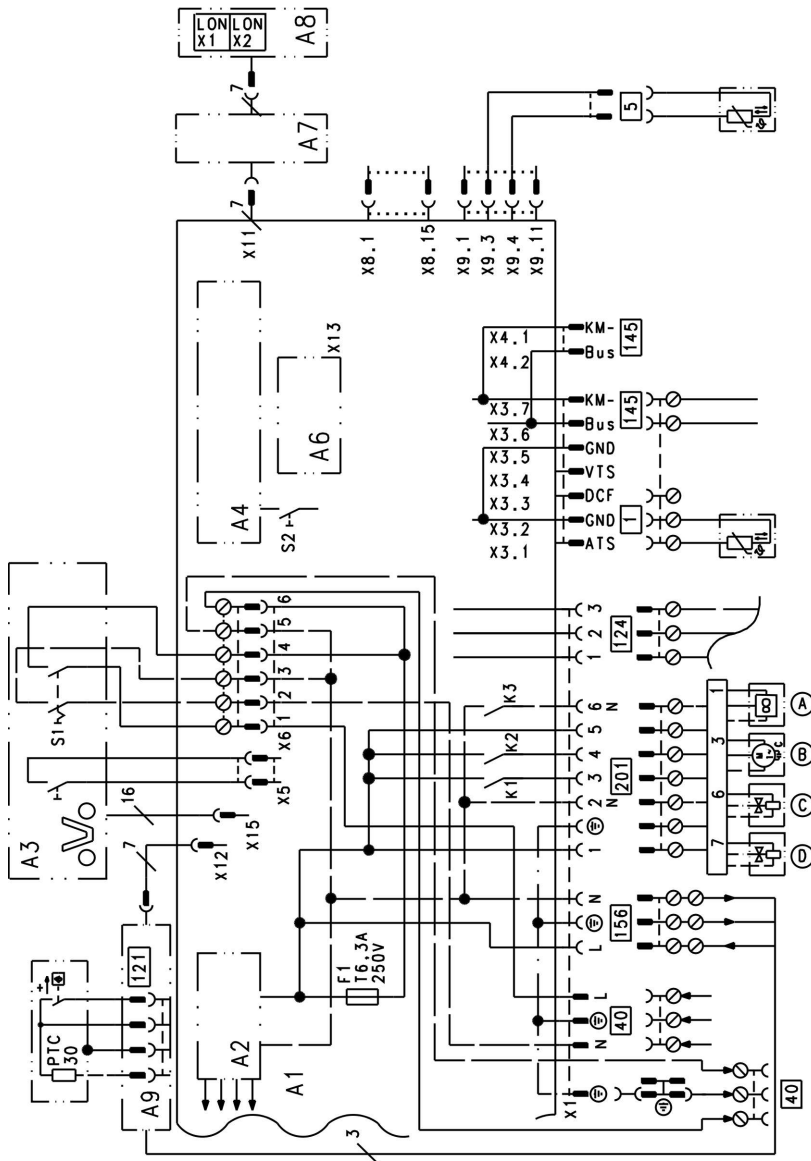 LON LON
X1 X2
A8
7
A7
7
X11
X8.1
X8.15
X9.1
X9.3
X9.4
X9.11
5
ϑ
A4
A6
X13
S2
X4.1
X4.2
KM-
Bus
145
X3.7
X3.6
X3.5
X3.4
X3.3
X3.2
X3.1
KM-
Bus
GND
VTS
DCF
GND
ATS
145
1
ϑ
A3
S1
16
X15
7
X12
X5
X6
1 2 3 4 5 6
A9
121
PTC
30
+
A2
A1
F1
T6.3A
250V
3
K1
K2
K3
1 2 3
124
1
2 N
3
4
5
6 N
201
L
N
156
L
N
40
X1
40
7 6 3 1
M
1~
C
A
B
C
D